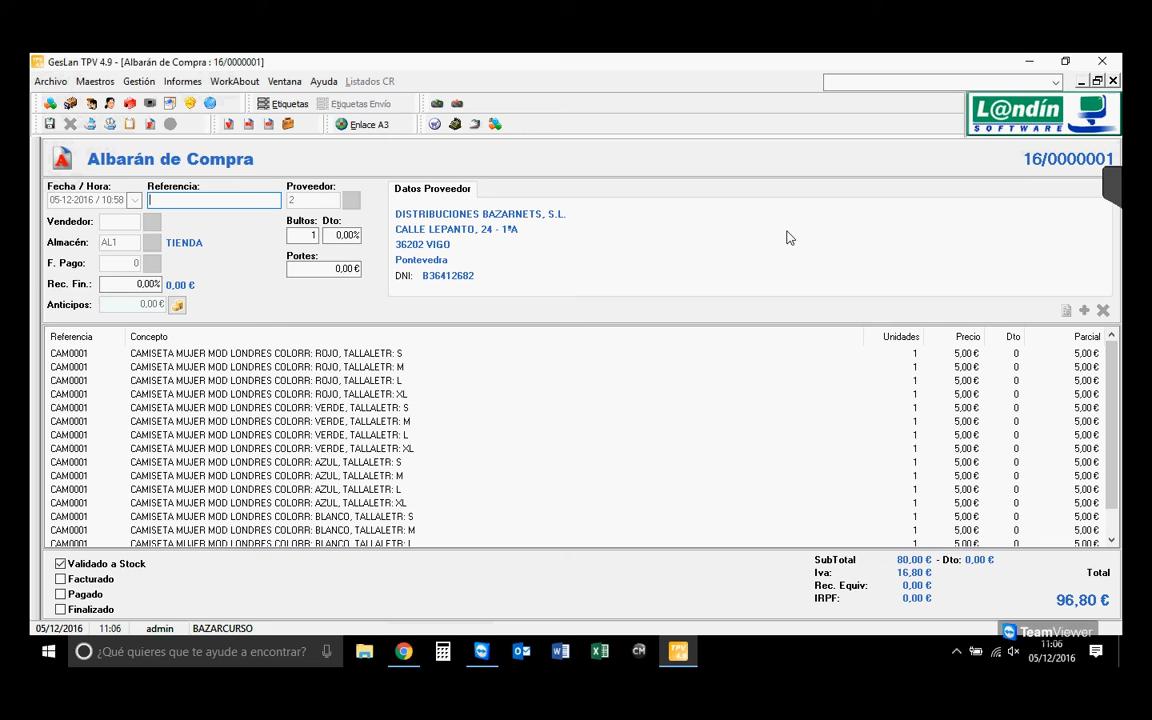 GesLan TPV 4.9 - [Albarán de Compra : 16/0000001]
Archivo Maestros Gestión Informes WorkAbout Ventana Ayuda Listados CR
Etiquetas Etiquetas Envío
Enlace A3
L@ndín
SOFTWARE
Albarán de Compra 16/0000001
Fecha / Hora: Referencia: Proveedor: Datos Proveedor
05-12-2016 / 10:58 2
DISTRIBUCIONES BAZARNETS, S.L.
Vendedor: Bultos: Dto: CALLE LEPANTO, 24 - 1ªA
1 0,00%
Almacén: AL1 TIENDA 36202 VIGO
Portes: Pontevedra
F. Pago: 0 0,00 €
DNI: B36412682
Rec. Fin.: 0,00% 0,00 €
Anticipos: 0,00 €
Referencia Concepto Unidades Precio Dto Parcial
CAM0001 CAMISETA MUJER MOD LONDRES COLORR: ROJO, TALLALETR: S 1 5,00 € 0 5,00 €
CAM0001 CAMISETA MUJER MOD LONDRES COLORR: ROJO, TALLALETR: M 1 5,00 € 0 5,00 €
CAM0001 CAMISETA MUJER MOD LONDRES COLORR: ROJO, TALLALETR: L 1 5,00 € 0 5,00 €
CAM0001 CAMISETA MUJER MOD LONDRES COLORR: ROJO, TALLALETR: XL 1 5,00 € 0 5,00 €
CAM0001 CAMISETA MUJER MOD LONDRES COLORR: VERDE, TALLALETR: S 1 5,00 € 0 5,00 €
CAM0001 CAMISETA MUJER MOD LONDRES COLORR: VERDE, TALLALETR: M 1 5,00 € 0 5,00 €
CAM0001 CAMISETA MUJER MOD LONDRES COLORR: VERDE, TALLALETR: L 1 5,00 € 0 5,00 €
CAM0001 CAMISETA MUJER MOD LONDRES COLORR: VERDE, TALLALETR: XL 1 5,00 € 0 5,00 €
CAM0001 CAMISETA MUJER MOD LONDRES COLORR: AZUL, TALLALETR: S 1 5,00 € 0 5,00 €
CAM0001 CAMISETA MUJER MOD LONDRES COLORR: AZUL, TALLALETR: M 1 5,00 € 0 5,00 €
CAM0001 CAMISETA MUJER MOD LONDRES COLORR: AZUL, TALLALETR: L 1 5,00 € 0 5,00 €
CAM0001 CAMISETA MUJER MOD LONDRES COLORR: AZUL, TALLALETR: XL 1 5,00 € 0 5,00 €
CAM0001 CAMISETA MUJER MOD LONDRES COLORR: BLANCO, TALLALETR: S 1 5,00 € 0 5,00 €
CAM0001 CAMISETA MUJER MOD LONDRES COLORR: BLANCO, TALLALETR: M 1 5,00 € 0 5,00 €
CAM0001 CAMISETA MUJER MOD LONDRES COLORR: BLANCO, TALLALETR: L 1 5,00 € 0 5,00 €
Validado a Stock SubTotal 80,00 € - Dto: 0,00 €
Facturado Iva: 16,80 € Total
Pagado Rec. Equiv: 0,00 €
Finalizado IRPF: 0,00 € 96,80 €
05/12/2016 11:06 admin BAZARCURSO
TeamViewer
¿Qué quieres que te ayude a encontrar? 11:06
05/12/2016